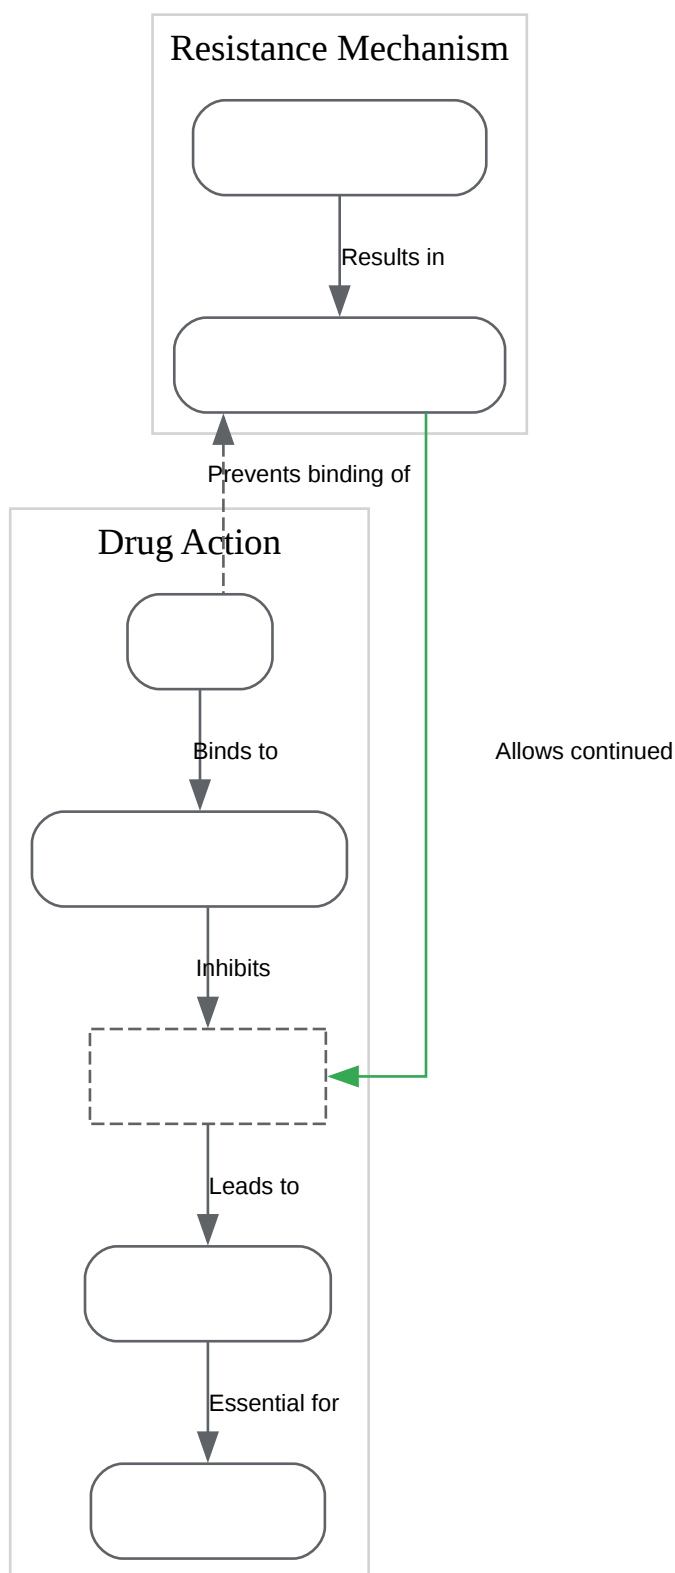 Resistance Mechanism
Results in
Prevents binding of
Drug Action
Binds to
Allows continued
Inhibits
Leads to
Essential for